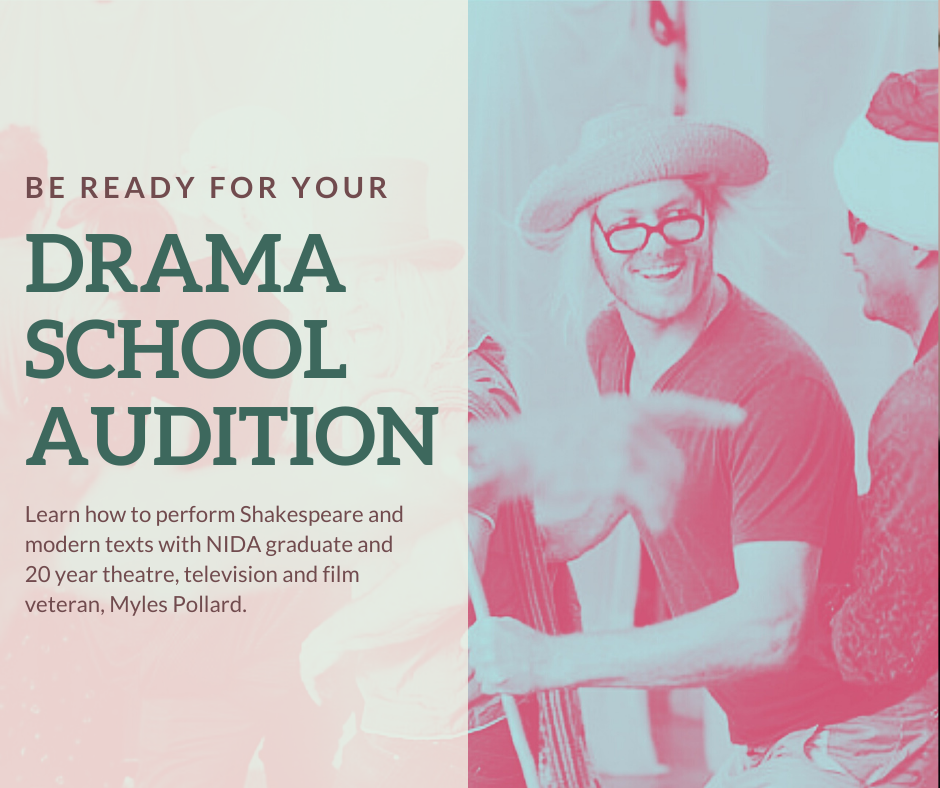 BE READY FOR YOUR
DRAMA
SCHOOL
AUDITION
Learn how to perform Shakespeare and
modern texts with NIDA graduate and
20 year theatre, television and film
veteran, Myles Pollard.